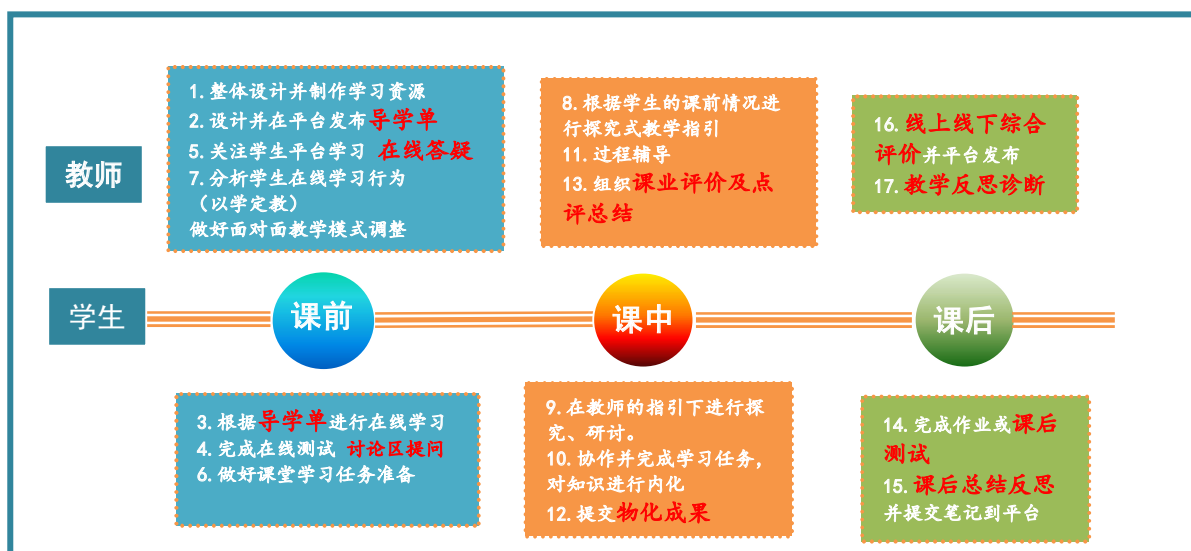 教师
1.整体设计并制作学习资源
2.设计并在平台发布导学单
5.关注学生平台学习 在线答疑
7.分析学生在线学习行为
（以学定教）
做好面对面教学模式调整
8.根据学生的课前情况进
行探究式教学指引
11.过程辅导
13.组织课业评价及点
评总结
16.线上线下综合
评价并平台发布
17.教学反思诊断
学生
课前
课中
课后
3.根据导学单进行在线学习
4.完成在线测试 讨论区提问
6.做好课堂学习任务准备
9.在教师的指引下进行探
究、研讨。
10.协作并完成学习任务，
对知识进行内化
12.提交物化成果
14.完成作业或课后
测试
15.课后总结反思
并提交笔记到平台